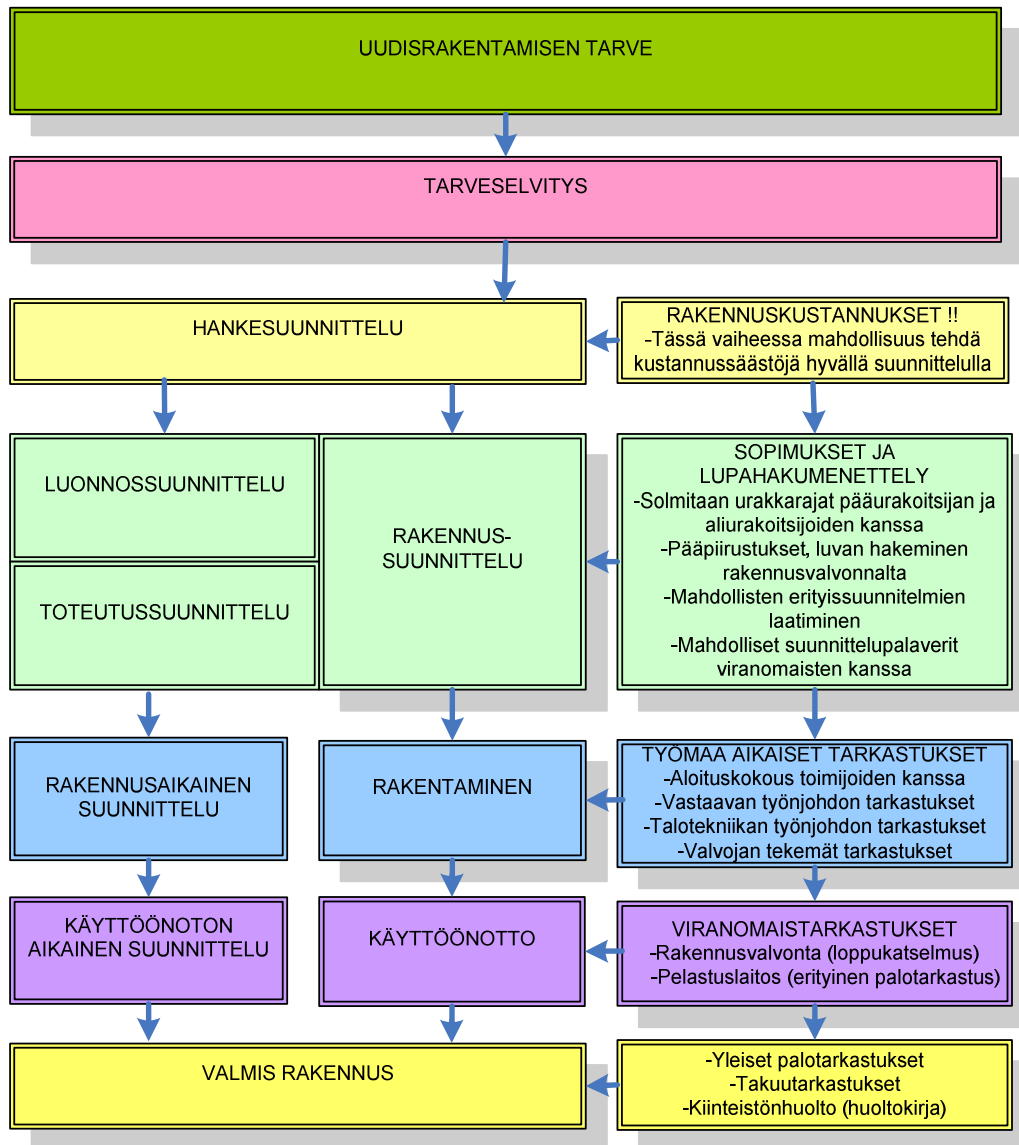 UUDISRAKENTAMISEN TARVE
TARVESELVITYS
HANKESUUNNITTELU
RAKENNUSKUSTANNUKSET !!
-Tässä vaiheessa mahdollisuus tehdä
kustannussäästöjä hyvällä suunnittelulla
LUONNOSSUUNNITTELU
TOTEUTUSSUUNNITTELU
RAKENNUS-
SUUNNITTELU
SOPIMUKSET JA
LUPAHAKUMENETTELY
-Solmitaan urakkarajat pääurakoitsijan ja
aliurakoitsijoiden kanssa
-Pääpiirustukset, luvan hakeminen
rakennusvalvonnalta
-Mahdollisten erityissuunnitelmien
laatiminen
-Mahdolliset suunnittelupalaverit
viranomaisten kanssa
RAKENNUSAIKAINEN
SUUNNITTELU
RAKENTAMINEN
TYÖMAA AIKAISET TARKASTUKSET
-Aloituskokous toimijoiden kanssa
-Vastaavan työnjohdon tarkastukset
-Talotekniikan työnjohdon tarkastukset
-Valvojan tekemät tarkastukset
KÄYTTÖÖNOTON
AIKAINEN SUUNNITTELU
KÄYTTÖÖNOTTO
VIRANOMAISTARKASTUKSET
-Rakennusvalvonta (loppukatselmus)
-Pelastuslaitos (erityinen palotarkastus)
VALMIS RAKENNUS
-Yleiset palotarkastukset
-Takuutarkastukset
-Kiinteistönhuolto (huoltokirja)